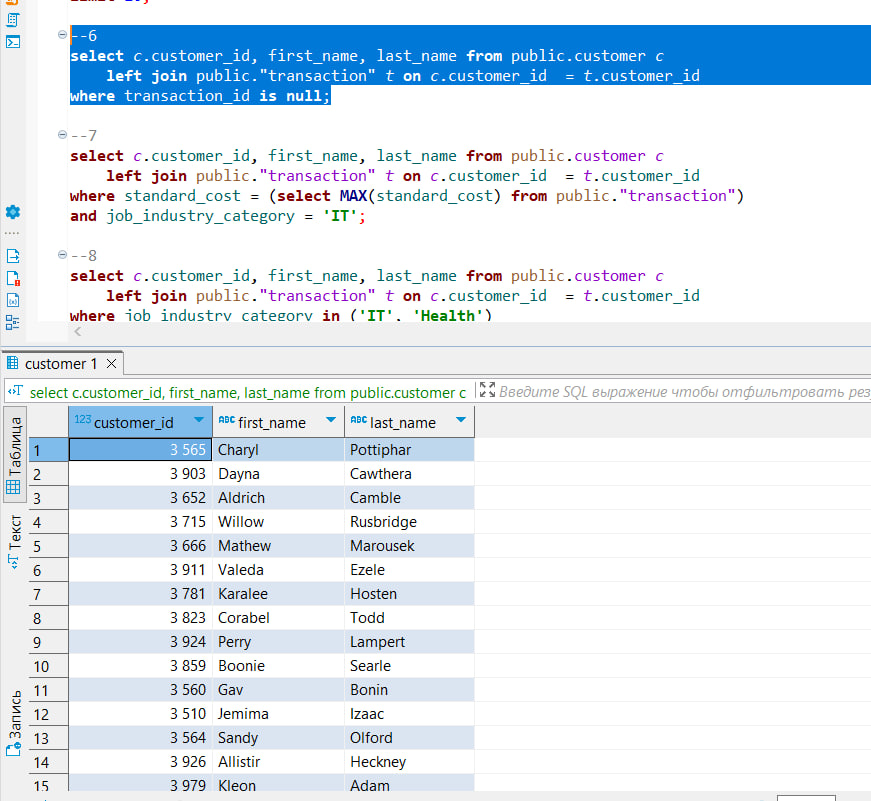 --6
select c.customer_id, first_name, last_name from public.customer c
left join public."transaction" t on c.customer_id  = t.customer_id
where transaction_id is null;
--7
select c.customer_id, first_name, last_name from public.customer c
left join public."transaction" t on c.customer_id  = t.customer_id
where standard_cost = (select MAX(standard_cost) from public."transaction")
and job_industry_category = 'IT';
--8
select c.customer_id, first_name, last_name from public.customer c
left join public."transaction" t on c.customer_id  = t.customer_id
where job_industry_category in ('IT', 'Health')
customer 1
select c.customer_id, first_name, last_name from public.customer c Введите SQL выражение чтобы отфильтровать
Таблица
Текст
Запись
123 customer_id ABC first_name ABC last_name
1 3 565 Charyl Pottiphar
2 3 903 Dayna Cawthera
3 3 652 Aldrich Camble
4 3 715 Willow Rusbridge
5 3 666 Mathew Marousek
6 3 911 Valeda Ezele
7 3 781 Karalee Hosten
8 3 823 Corabel Todd
9 3 924 Perry Lampert
10 3 859 Boonie Searle
11 3 560 Gav Bonin
12 3 510 Jemima Izaac
13 3 564 Sandy Olford
14 3 926 Allistir Heckney
15 3 979 Kleon Adam